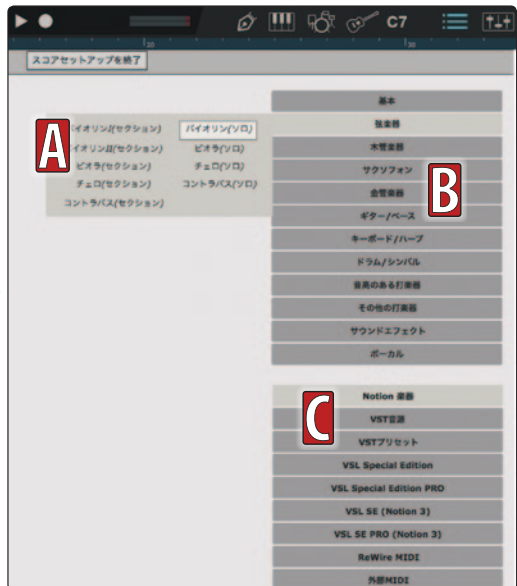 C7
20
30
スコアセットアップを終了
基本
A
バイオリンI(セクション) バイオリン(ソロ)
弦楽器
バイオリンII(セクション) ビオラ(ソロ)
木管楽器
ビオラ(セクション) チェロ(ソロ)
サクソフォン
チェロ(セクション) コントラバス(ソロ)
金管楽器
B
コントラバス(セクション)
ギター/ベース
キーボード/ハープ
ドラム/シンバル
音高のある打楽器
その他の打楽器
サウンドエフェクト
ボーカル
C
Notion 楽器
VST音源
VSTプリセット
VSL Special Edition
VSL Special Edition PRO
VSL SE (Notion 3)
VSL SE PRO (Notion 3)
ReWire MIDI
外部MIDI